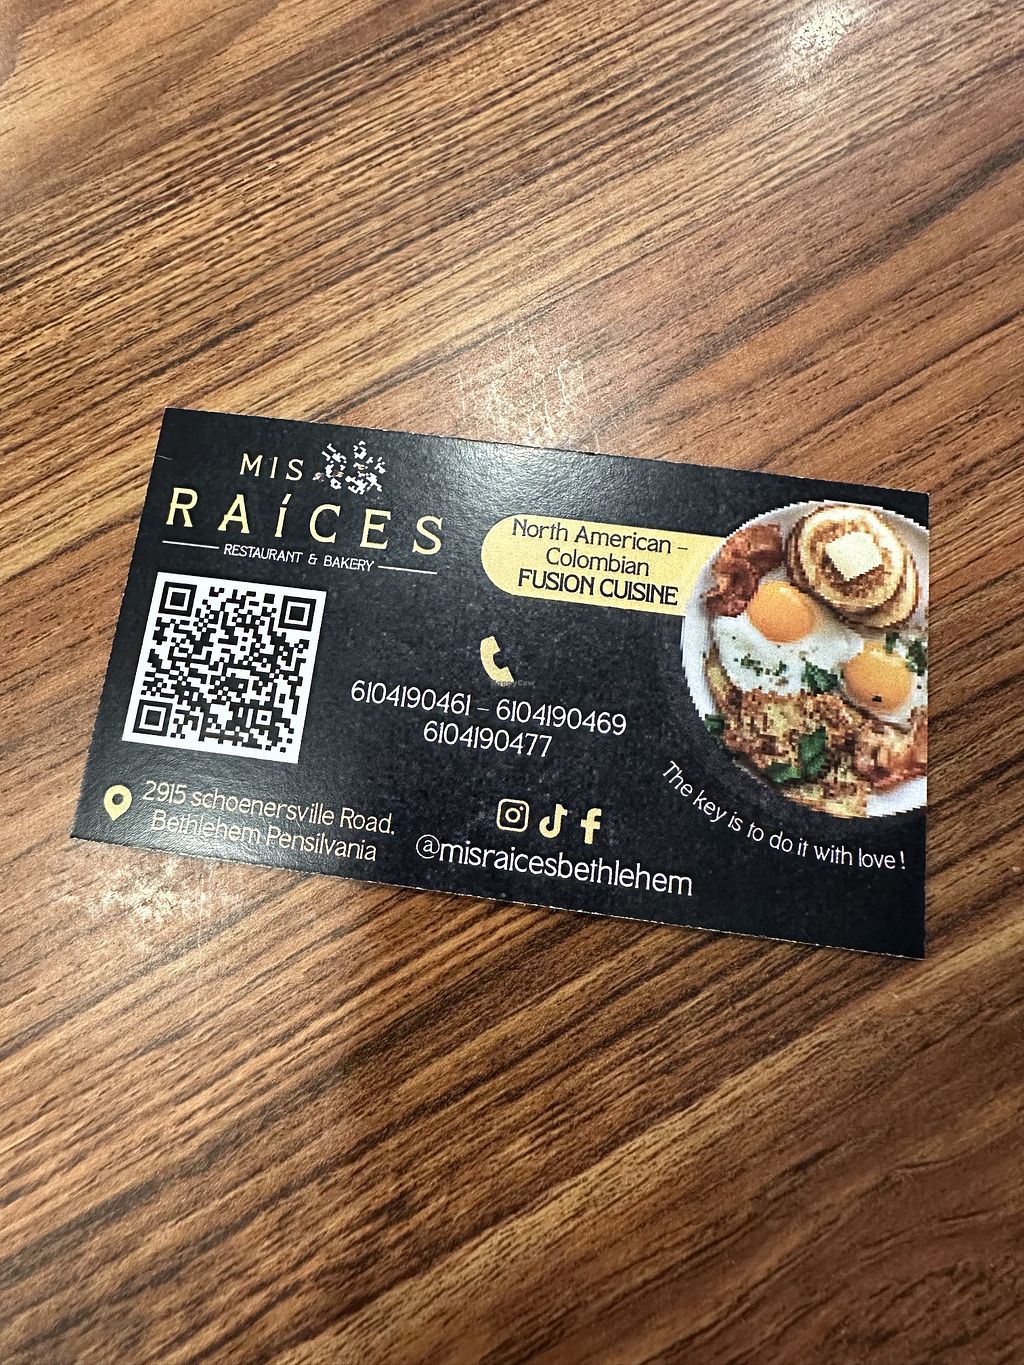 MIS
RAÍCES
RESTAURANT & BAKERY
North American -
Colombian
FUSION CUISINE
6104190461 - 6104190469
6104190477
2915 schoenersville Road.
Bethlehem Pensilvania
@misraicesbethlehem
The key is to do it with love!